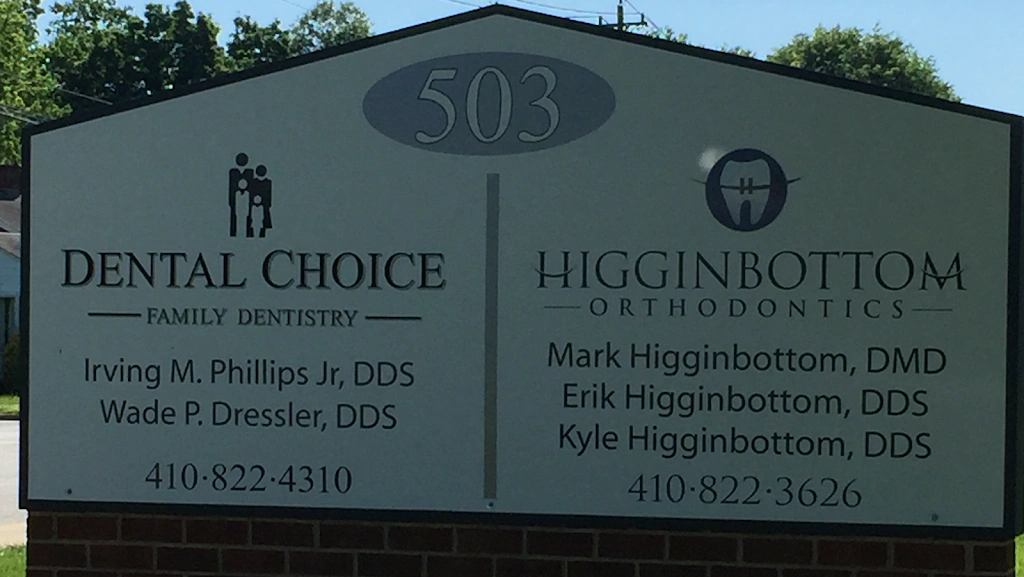 503
DENTAL CHOICE
FAMILY DENTISTRY
Irving M. Phillips Jr, DDS
Wade P. Dressler, DDS
410·822·4310
HIGGINBOTTOM
ORTHODONTICS
Mark Higginbottom, DMD
Erik Higginbottom, DDS
Kyle Higginbottom, DDS
410·822·3626